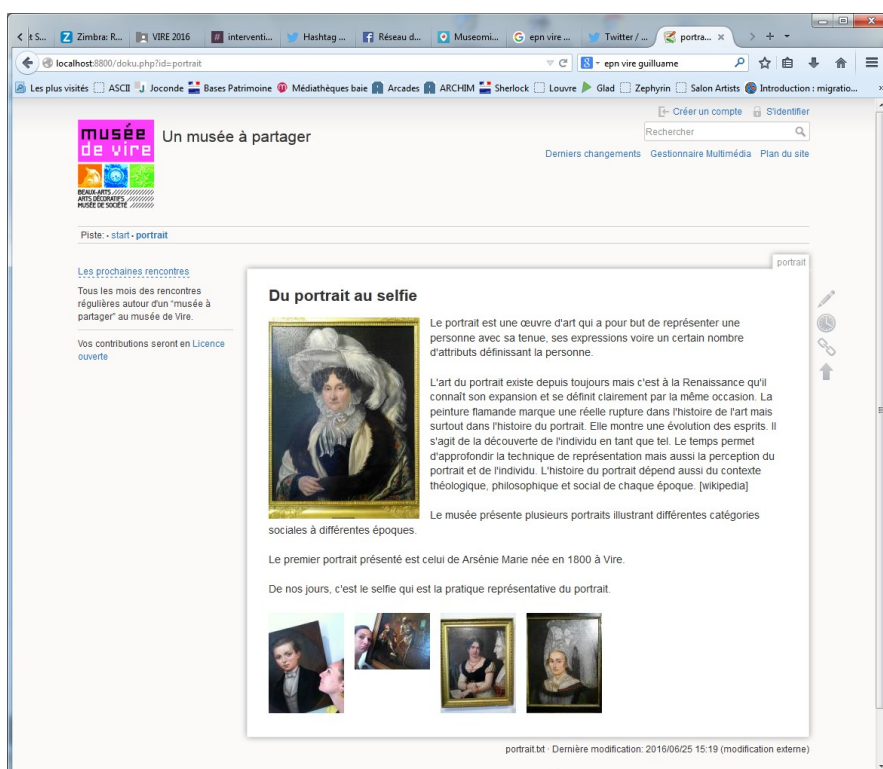 t S...
Zimbra: R...
VIRE 2016
interventi...
Hashtag ...
Réseau d...
Museomi...
epn vire ...
Twitter / ...
portra...
localhost:8800/doku.php?id=portrait
epn vire guilluame
Les plus visités
ASCII
Joconde
Bases Patrimoine
Médiathèques baie
Arcades
ARCHIM
Sherlock
Louvre
Glad
Zephyrin
Salon Artists
Introduction : migratio...
Créer un compte
S'identifier
musée
de vire
BEAUX-ARTS
ARTS DÉCORATIFS
MUSÉE DE SOCIÉTÉ
Un musée à partager
Rechercher
Derniers changements
Gestionnaire Multimédia
Plan du site
Piste: • start • portrait
portrait
Les prochaines rencontres
Tous les mois des rencontres
régulières autour d'un "musée à
partager" au musée de Vire.
Vos contributions seront en Licence
ouverte
Du portrait au selfie
Le portrait est une œuvre d'art qui a pour but de représenter une
personne avec sa tenue, ses expressions voire un certain nombre
d'attributs définissant la personne.
L'art du portrait existe depuis toujours mais c'est à la Renaissance qu'il
connaît son expansion et se définit clairement par la même occasion. La
peinture flamande marque une réelle rupture dans l'histoire de l'art mais
surtout dans l'histoire du portrait. Elle montre une évolution des esprits. Il
s'agit de la découverte de l'individu en tant que tel. Le temps permet
d'approfondir la technique de représentation mais aussi la perception du
portrait et de l'individu. L'histoire du portrait dépend aussi du contexte
théologique, philosophique et social de chaque époque. [wikipedia]
Le musée présente plusieurs portraits illustrant différentes catégories
sociales à différentes époques.
Le premier portrait présenté est celui de Arsénie Marie née en 1800 à Vire.
De nos jours, c'est le selfie qui est la pratique représentative du portrait.
portrait.txt · Dernière modification: 2016/06/25 15:19 (modification externe)